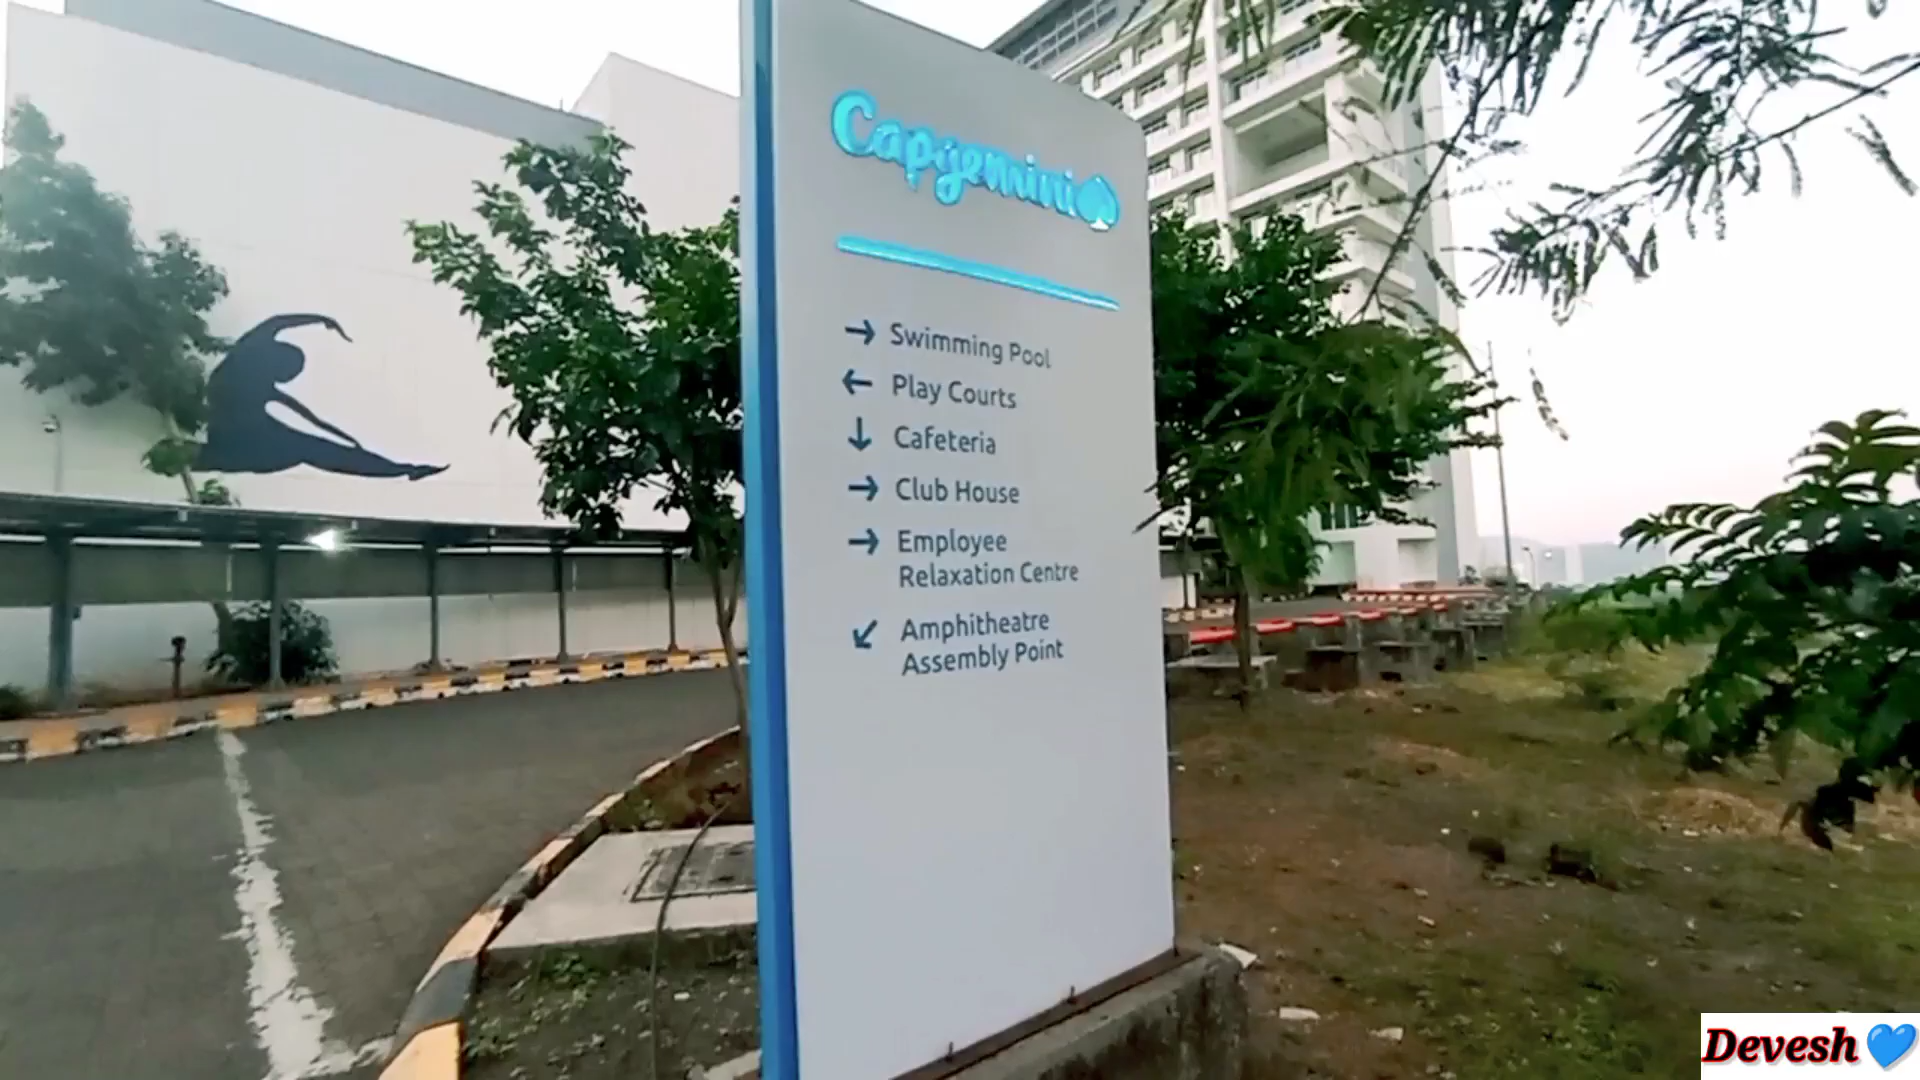 Capgemini
→ Swimming Pool
← Play Courts
↓ Cafeteria
→ Club House
→ Employee
Relaxation Centre
↙ Amphitheatre
Assembly Point
Devesh 💙